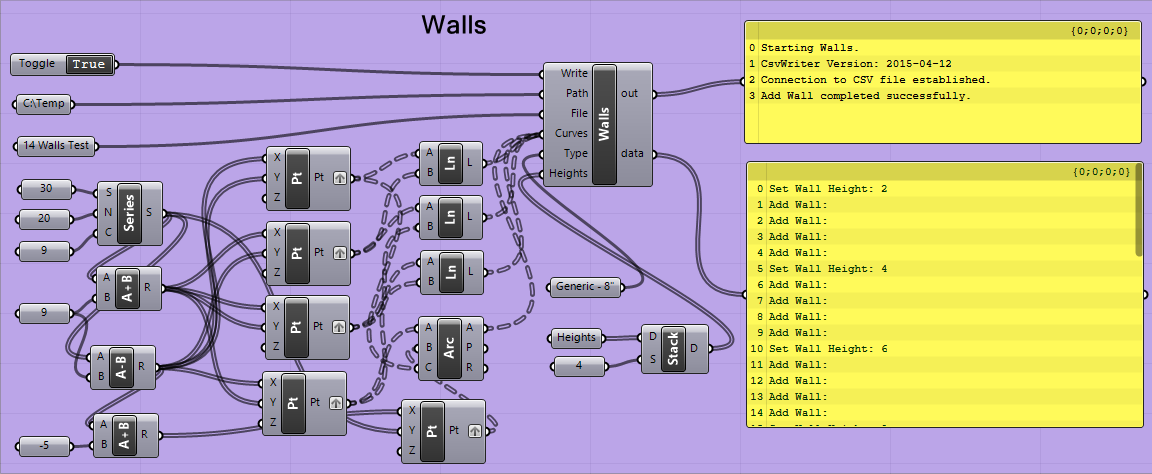 Walls
Toggle True
C:\Temp
14 Walls Test
30
20
9
S
N
C
Series
S
A
B
A+B
R
9
A
B
A-B
R
-5
A
B
A+B
R
X
Y
Z
Pt
Pt
X
Y
Z
Pt
Pt
X
Y
Z
Pt
Pt
X
Y
Z
Pt
Pt
X
Y
Z
Pt
Pt
A
B
Ln
L
A
B
Ln
L
A
B
Ln
L
A
B
C
Arc
A
P
R
Write
Path
File
Curves
Type
Heights
Walls
out
data
Generic - 8"
Heights
4
D
S
Stack
D
{0;0;0;0}
0 Starting Walls.
1 CsvWriter Version: 2015-04-12
2 Connection to CSV file established.
3 Add Wall completed successfully.
{0;0;0;0}
0 Set Wall Height: 2
1 Add Wall:
2 Add Wall:
3 Add Wall:
4 Add Wall:
5 Set Wall Height: 4
6 Add Wall:
7 Add Wall:
8 Add Wall:
9 Add Wall:
10 Set Wall Height: 6
11 Add Wall:
12 Add Wall:
13 Add Wall:
14 Add Wall: